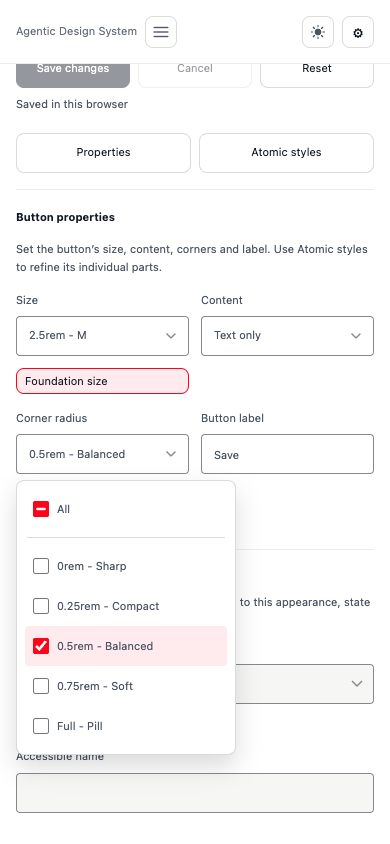 Agentic Design System
Save changes
Cancel
Reset
Saved in this browser
Properties
Atomic styles
Button properties
Set the button’s size, content, corners and label. Use Atomic styles
to refine its individual parts.
Size
Content
2.5rem - M
Text only
Foundation size
Corner radius
Button label
0.5rem - Balanced
Save
All
0rem - Sharp
0.25rem - Compact
to this appearance, state
0.5rem - Balanced
0.75rem - Soft
Full - Pill
Accessible name